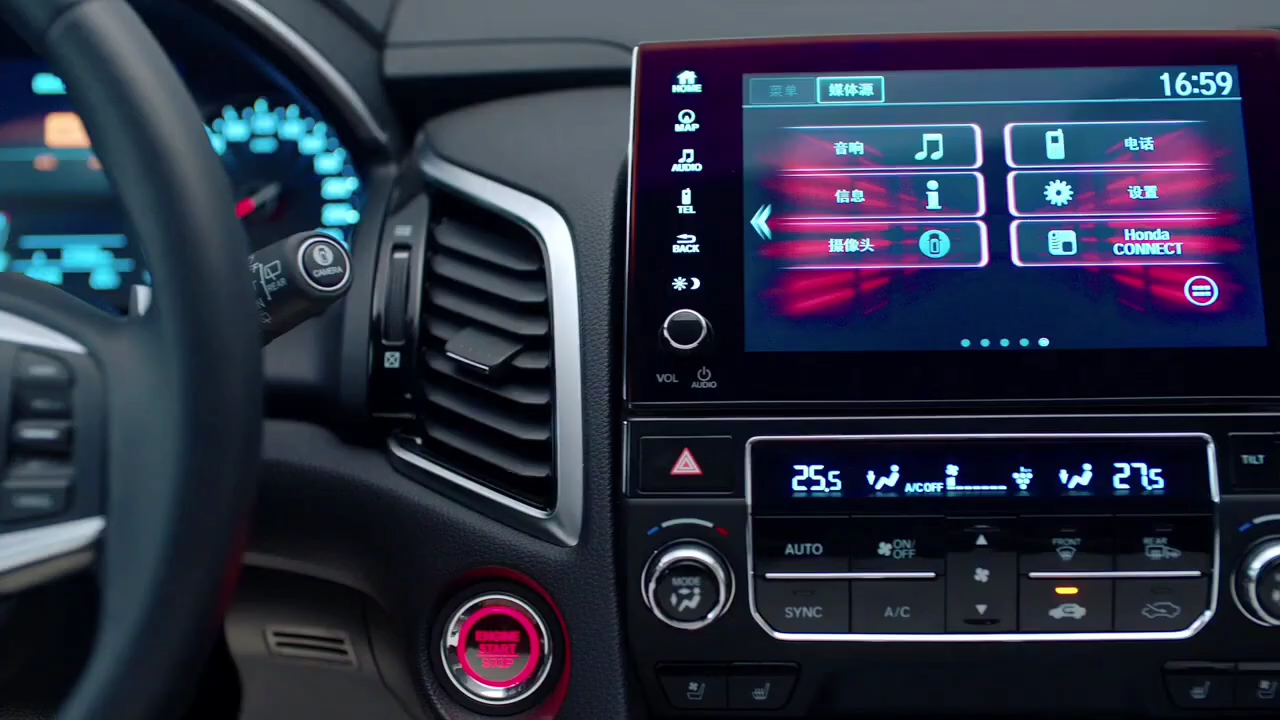 菜单 媒体源 16:59
HOME
MAP
AUDIO
TEL
BACK
音响
电话
信息
设置
摄像头
Honda
CONNECT
VOL
AUDIO
CAMERA
REAR
25.5
A/C OFF
27.5
TILT
AUTO
ON/
OFF
FRONT
REAR
MODE
SYNC
A/C
ENGINE
START
STOP